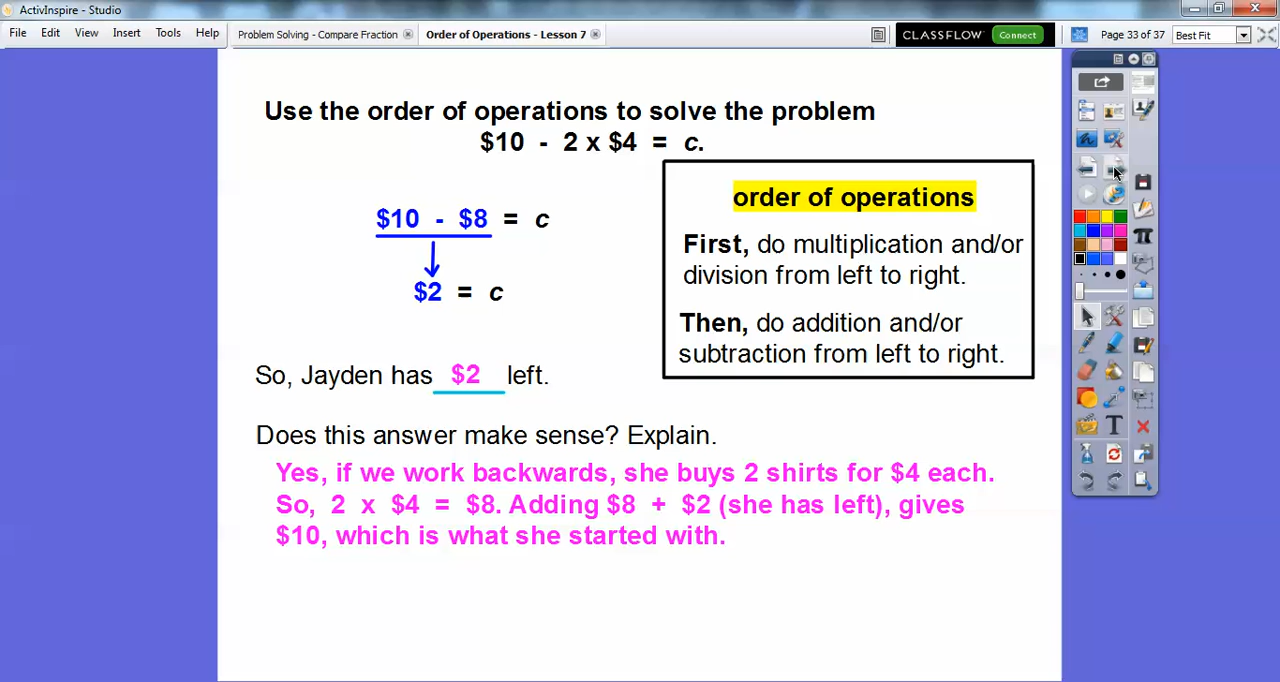 ActivInspire - Studio
File Edit View Insert Tools Help
Problem Solving - Compare Fraction
Order of Operations - Lesson 7
CLASSFLOW Connect
Page 33 of 37
Best Fit
Use the order of operations to solve the problem
$10 - 2 x $4 = c.
$10 - $8 = c
$2 = c
order of operations
First, do multiplication and/or
division from left to right.
Then, do addition and/or
subtraction from left to right.
So, Jayden has $2 left.
Does this answer make sense? Explain.
Yes, if we work backwards, she buys 2 shirts for $4 each.
So, 2 x $4 = $8. Adding $8 + $2 (she has left), gives
$10, which is what she started with.